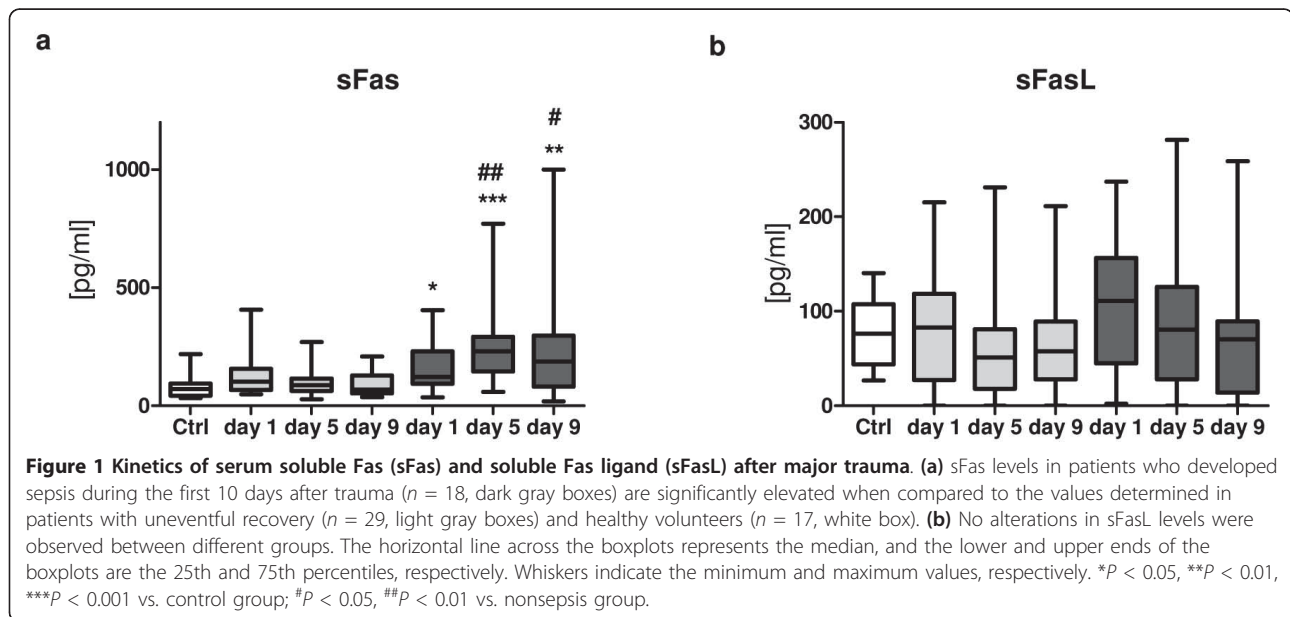 a
sFas
[pg/ml]
1000
500
0
#
**
##
***
*
Ctrl day 1 day 5 day 9 day 1 day 5 day 9
b
sFasL
[pg/ml]
300
200
100
0
Ctrl day 1 day 5 day 9 day 1 day 5 day 9
Figure 1 Kinetics of serum soluble Fas (sFas) and soluble Fas ligand (sFasL) after major trauma. (a) sFas levels in patients who developed
sepsis during the first 10 days after trauma (n = 18, dark gray boxes) are significantly elevated when compared to the values determined in
patients with uneventful recovery (n = 29, light gray boxes) and healthy volunteers (n = 17, white box). (b) No alterations in sFasL levels were
observed between different groups. The horizontal line across the boxplots represents the median, and the lower and upper ends of the
boxplots are the 25th and 75th percentiles, respectively. Whiskers indicate the minimum and maximum values, respectively. *P < 0.05, **P < 0.01,
***P < 0.001 vs. control group; #P < 0.05, ##P < 0.01 vs. nonsepsis group.